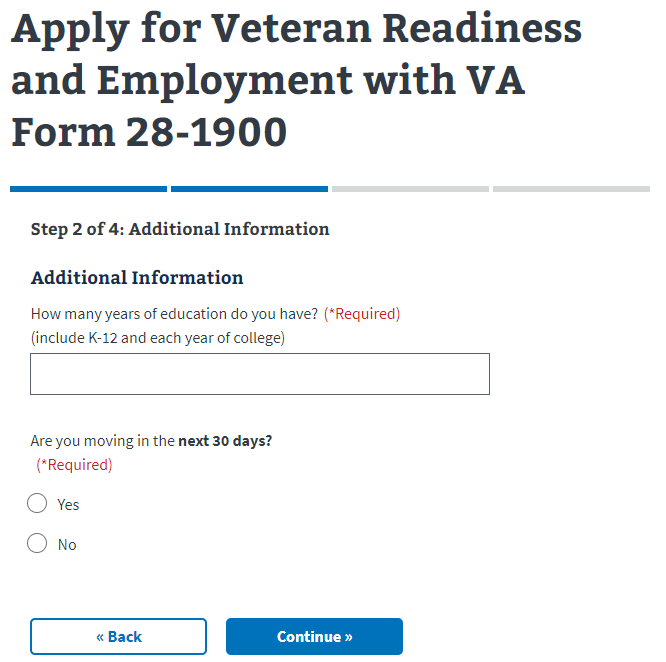 Apply for Veteran Readiness
and Employment with VA
Form 28-1900
Step 2 of 4: Additional Information
Additional Information
How many years of education do you have? (*Required)
(include K-12 and each year of college)
Are you moving in the next 30 days?
(*Required)
Yes
No
« Back
Continue »